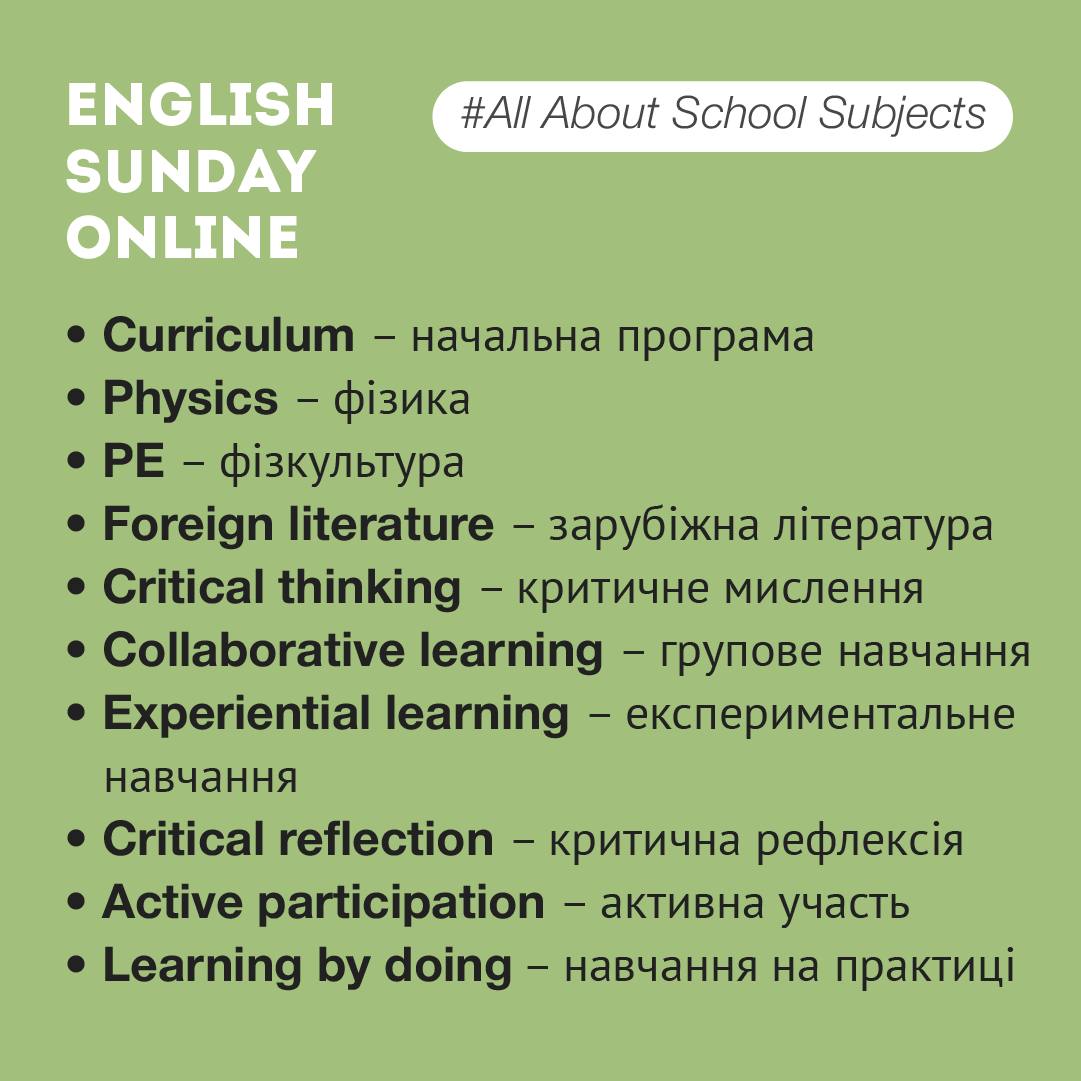 ENGLISH
SUNDAY
ONLINE
#All About School Subjects
• Curriculum – начальна програма
• Physics – фізика
• PE – фізкультура
• Foreign literature – зарубіжна література
• Critical thinking – критичне мислення
• Collaborative learning – групове навчання
• Experiential learning – експериментальне
навчання
• Critical reflection – критична рефлексія
• Active participation – активна участь
• Learning by doing – навчання на практиці